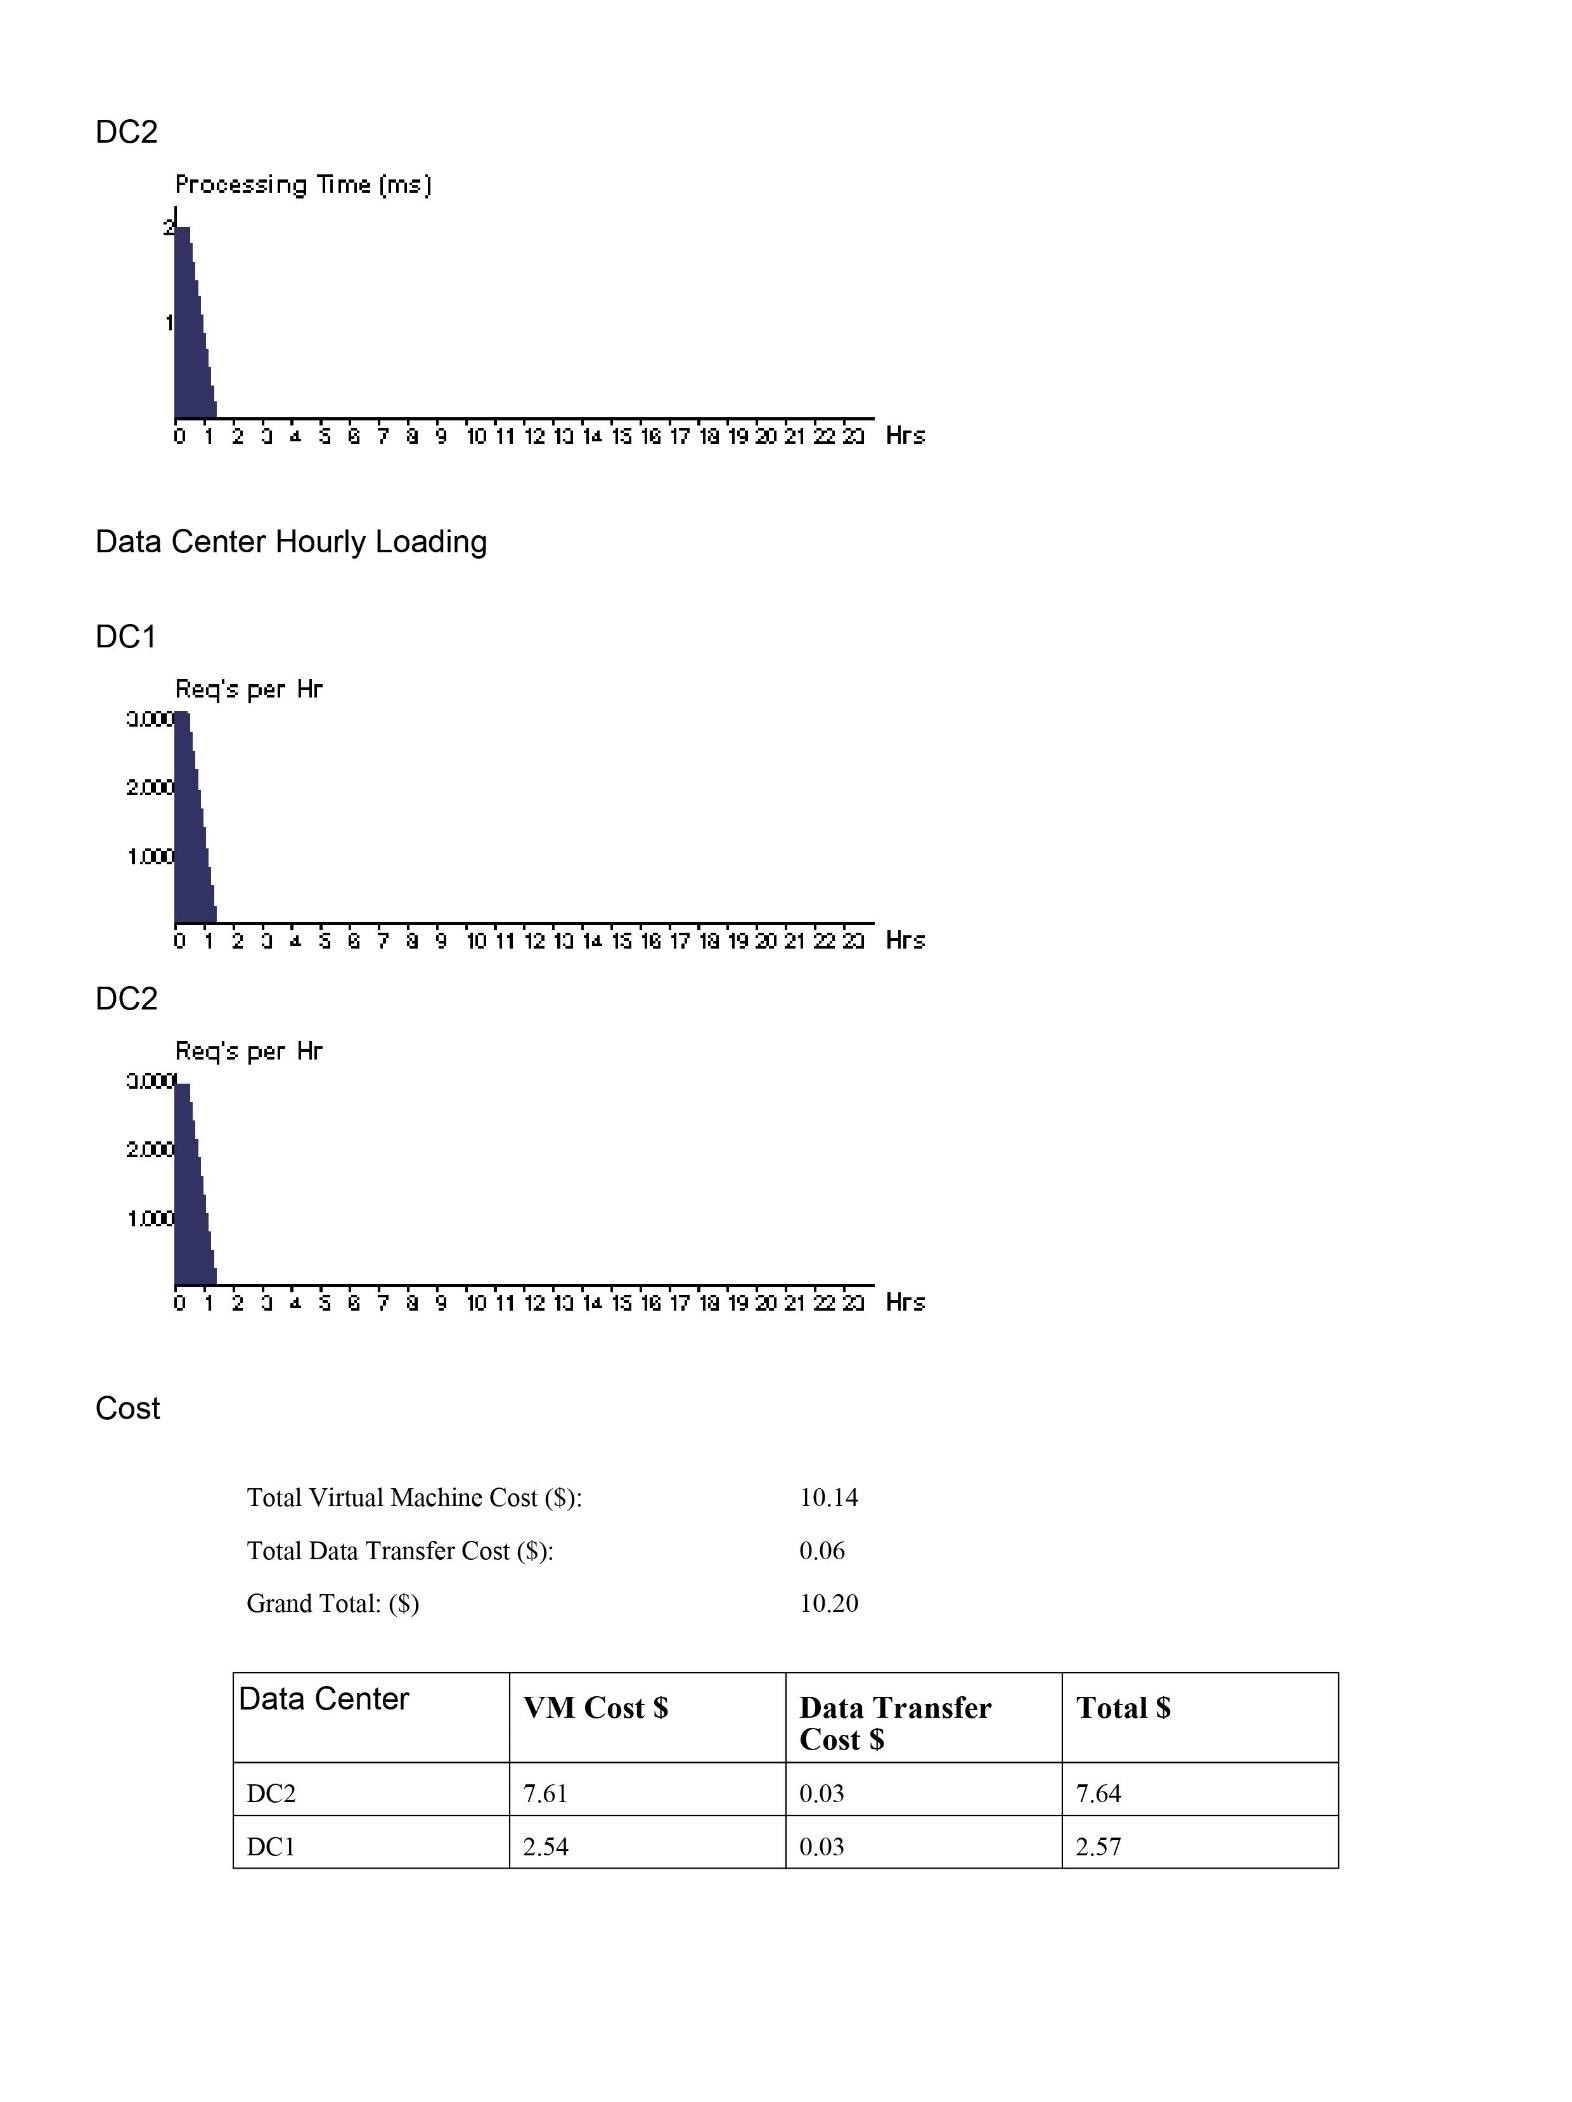 DC2
Processing Time (ms)
2
1
0 1 2 3 4 5 6 7 8 9 10 11 12 13 14 15 16 17 18 19 20 21 22 23 Hrs
Data Center Hourly Loading
DC1
Req's per Hr
3.000
2.000
1.000
0 1 2 3 4 5 6 7 8 9 10 11 12 13 14 15 16 17 18 19 20 21 22 23 Hrs
DC2
Req's per Hr
3.000
2.000
1.000
0 1 2 3 4 5 6 7 8 9 10 11 12 13 14 15 16 17 18 19 20 21 22 23 Hrs
Cost
Total Virtual Machine Cost ($): 10.14
Total Data Transfer Cost ($): 0.06
Grand Total: ($) 10.20
Data Center VM Cost $ Data Transfer Total $
Cost $
DC2 7.61 0.03 7.64
DC1 2.54 0.03 2.57